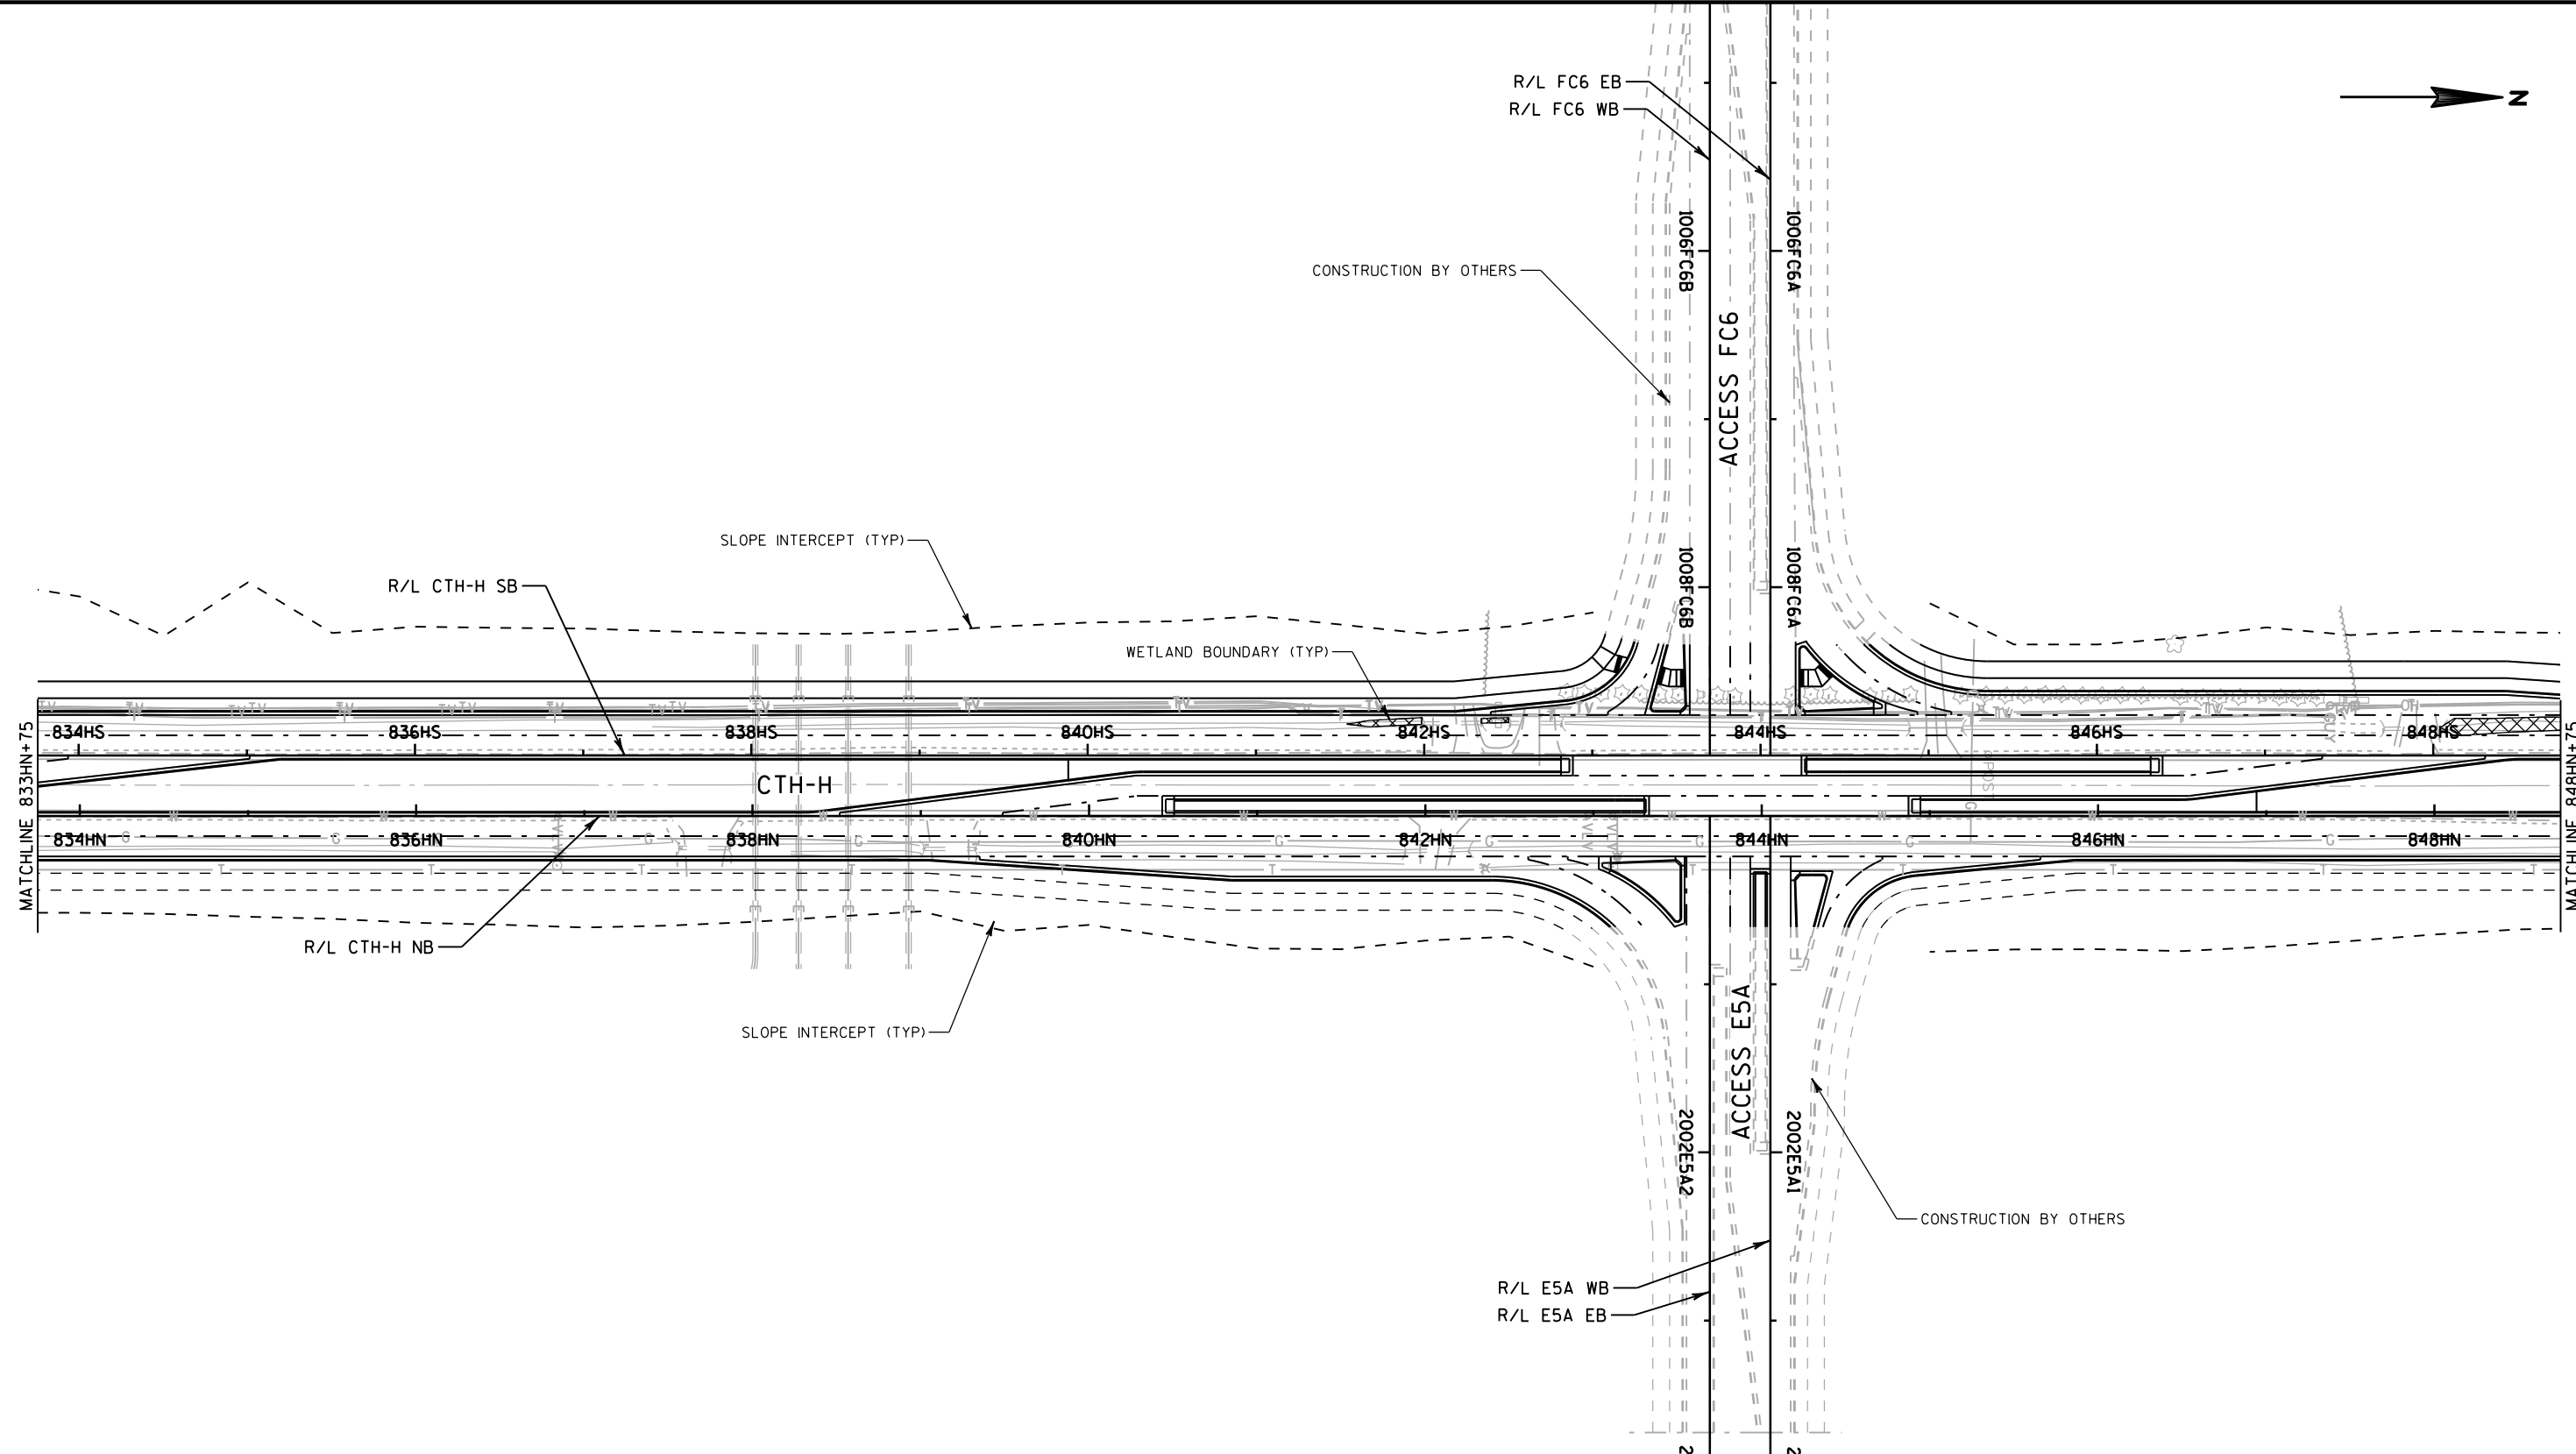 R/L FC6 EB
R/L FC6 WB
N
1006FC6B
1006FC6A
CONSTRUCTION BY OTHERS
ACCESS FC6
SLOPE INTERCEPT (TYP)
R/L CTH-H SB
1008FC6B
1008FC6A
WETLAND BOUNDARY (TYP)
834HS
836HS
838HS
840HS
842HS
844HS
846HS
848HS
MATCHLINE 833HN+75
MATCHLINE 848HN+75
CTH-H
834HN
836HN
838HN
840HN
842HN
844HN
846HN
848HN
R/L CTH-H NB
SLOPE INTERCEPT (TYP)
ACCESS E5A
2002E5A2
2002E5A1
CONSTRUCTION BY OTHERS
R/L E5A WB
R/L E5A EB